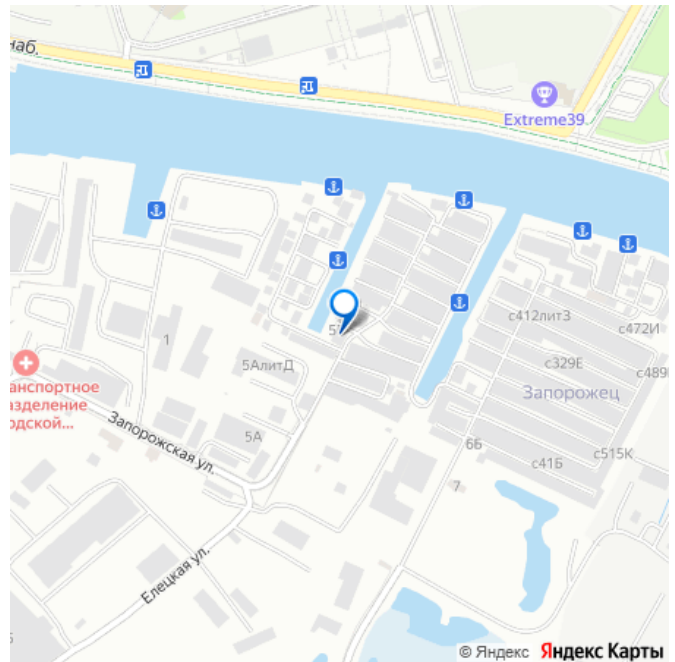 наб.
Extreme39
1
5АлитД
5А
с412литЗ
с472И
с329Е
с489
Запорожец
6Б
с41Б
с515К
7
анспортное
азделение
одской...
Запорожская ул.
Елецкая ул.
© Яндекс Яндекс Карты